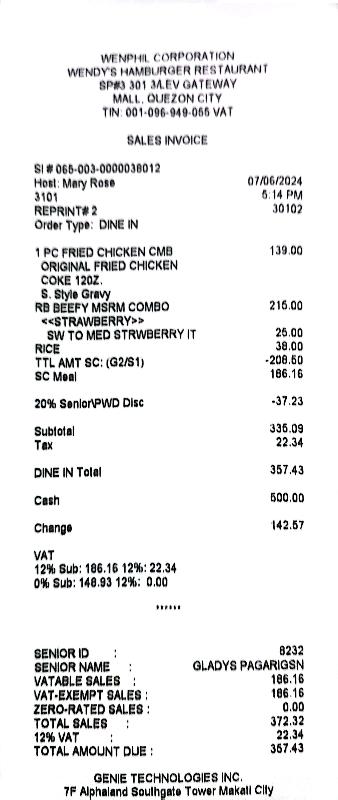 WENPHIL CORPORATION
WENDY'S HAMBURGER RESTAURANT
SP#3 301 3/LEV GATEWAY
MALL, QUEZON CITY
TIN: 001-096-949-055 VAT
SALES INVOICE
SI # 065-003-0000038012
Host: Mary Rose 07/06/2024
3101 5:14 PM
REPRINT# 2 30102
Order Type: DINE IN
1 PC FRIED CHICKEN CMB 139.00
ORIGINAL FRIED CHICKEN
COKE 12OZ.
S. Style Gravy
RB BEEFY MSRM COMBO 215.00
<<STRAWBERRY>>
SW TO MED STRWBERRY IT 25.00
RICE 38.00
TTL AMT SC: (G2/S1) -208.50
SC Meal 186.16
20% Senior\PWD Disc -37.23
Subtotal 335.09
Tax 22.34
DINE IN Total 357.43
Cash 500.00
Change 142.57
VAT
12% Sub: 186.16 12%: 22.34
0% Sub: 148.93 12%: 0.00
******
SENIOR ID : 8232
SENIOR NAME : GLADYS PAGARIGSN
VATABLE SALES : 186.16
VAT-EXEMPT SALES : 186.16
ZERO-RATED SALES : 0.00
TOTAL SALES : 372.32
12% VAT : 22.34
TOTAL AMOUNT DUE : 357.43
GENIE TECHNOLOGIES INC.
7F Alphaland Southgate Tower Makati City